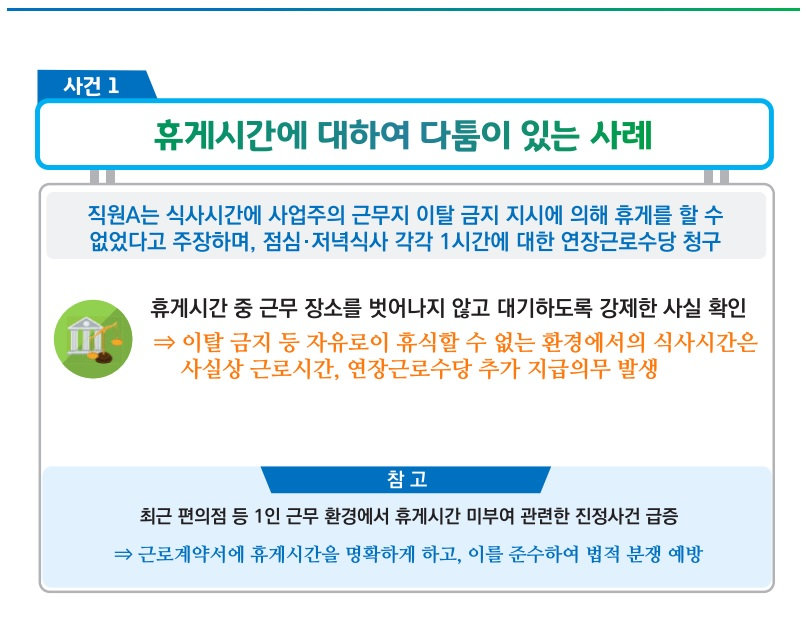 사건 1
휴게시간에 대하여 다툼이 있는 사례
직원A는 식사시간에 사업주의 근무지 이탈 금지 지시에 의해 휴게를 할 수
없었다고 주장하며, 점심·저녁식사 각각 1시간에 대한 연장근로수당 청구
휴게시간 중 근무 장소를 벗어나지 않고 대기하도록 강제한 사실 확인
⇒ 이탈 금지 등 자유로이 휴식할 수 없는 환경에서의 식사시간은
사실상 근로시간, 연장근로수당 추가 지급의무 발생
참 고
최근 편의점 등 1인 근무 환경에서 휴게시간 미부여 관련한 진정사건 급증
⇒ 근로계약서에 휴게시간을 명확하게 하고, 이를 준수하여 법적 분쟁 예방